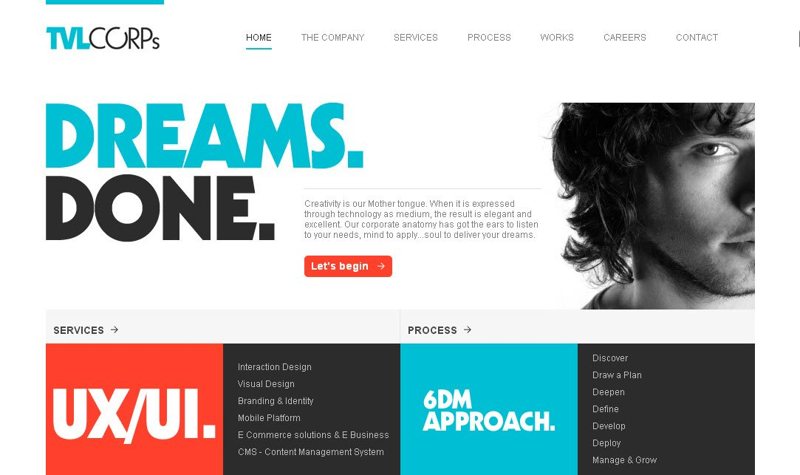 TVLCORPs
HOME THE COMPANY SERVICES PROCESS WORKS CAREERS CONTACT
DREAMS.
DONE.
Creativity is our Mother tongue. When it is expressed
through technology as medium, the result is elegant and
excellent. Our corporate anatomy has got the ears to listen
to your needs, mind to apply...soul to deliver your dreams.
Let's begin →
SERVICES →
UX/UI.
Interaction Design
Visual Design
Branding & Identity
Mobile Platform
E Commerce solutions & E Business
CMS - Content Management System
PROCESS →
6DM
APPROACH.
Discover
Draw a Plan
Deepen
Define
Develop
Deploy
Manage & Grow